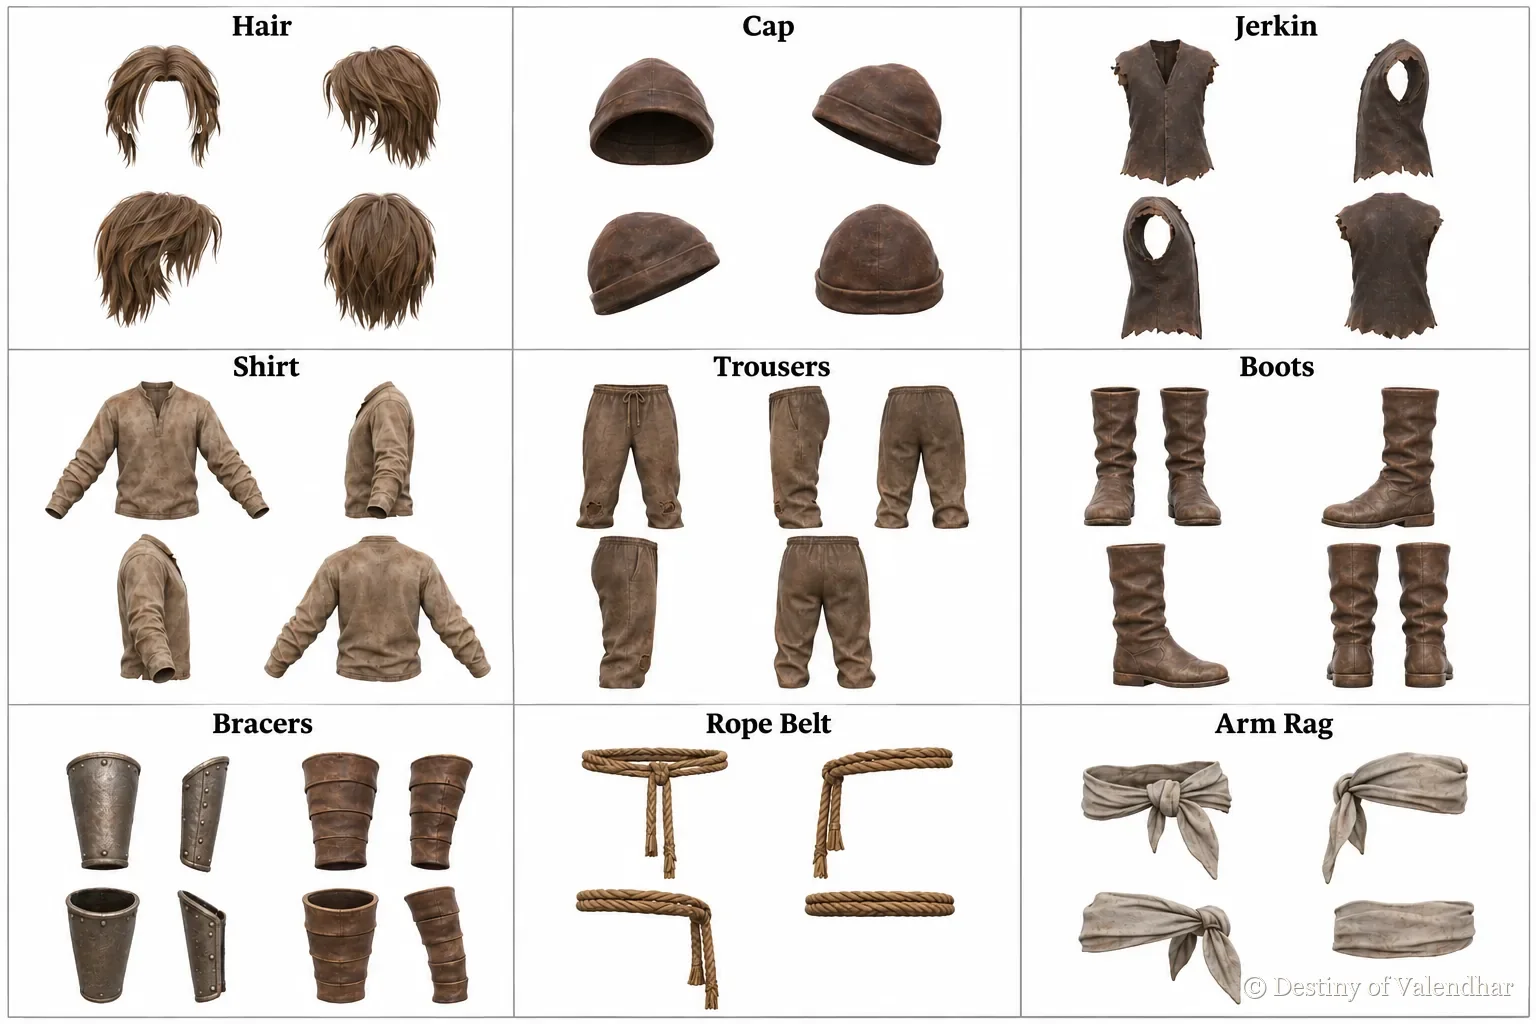 Hair
Cap
Jerkin
Shirt
Trousers
Boots
Bracers
Rope Belt
Arm Rag
© Destiny of Valendhar